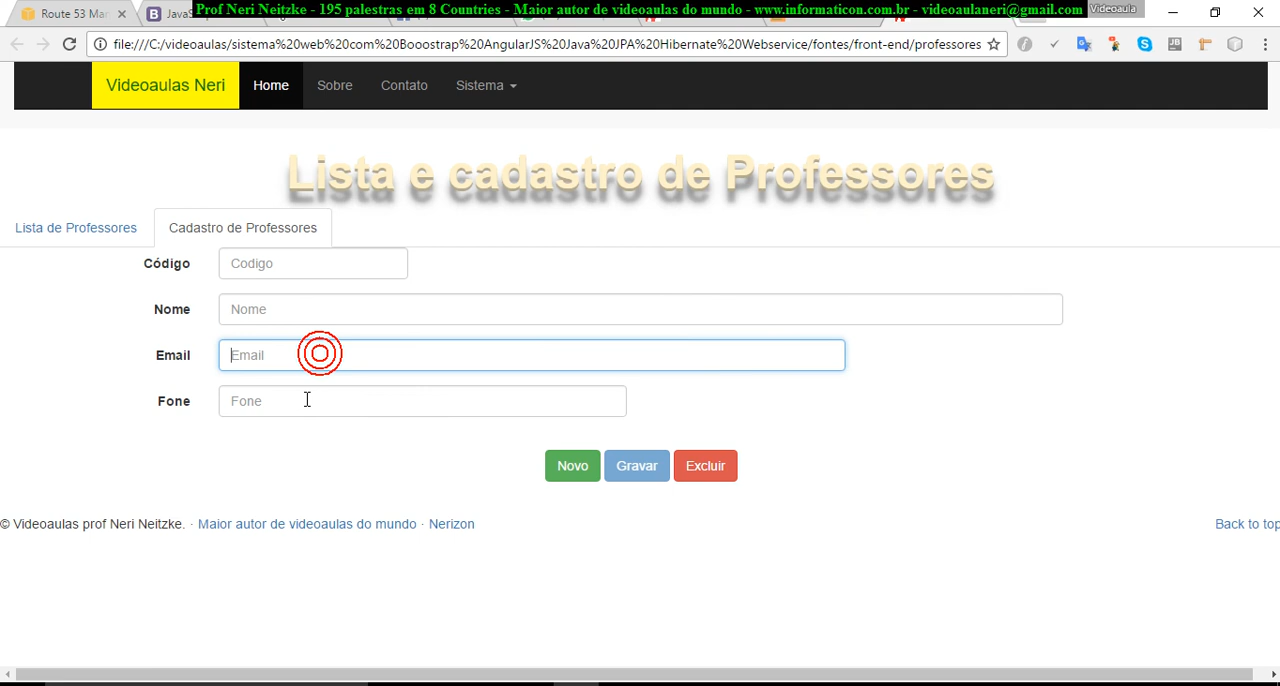 Prof Neri Neitzke - 195 palestras em 8 Countries - Maior autor de videoaulas do mundo - www.informaticon.com.br - videoaulaneri@gmail.com
Videoaula
Route 53 Ma
JavaS
file:///C:/videoaulas/sistema%20web%20com%20Booostrap%20AngularJS%20Java%20JPA%20Hibernate%20Webservice/fontes/front-end/professores
Videoaulas Neri Home Sobre Contato Sistema
Lista e cadastro de Professores
Lista de Professores Cadastro de Professores
Código Codigo
Nome Nome
Email Email
Fone Fone
Novo Gravar Excluir
© Videoaulas prof Neri Neitzke. · Maior autor de videoaulas do mundo · Nerizon Back to top